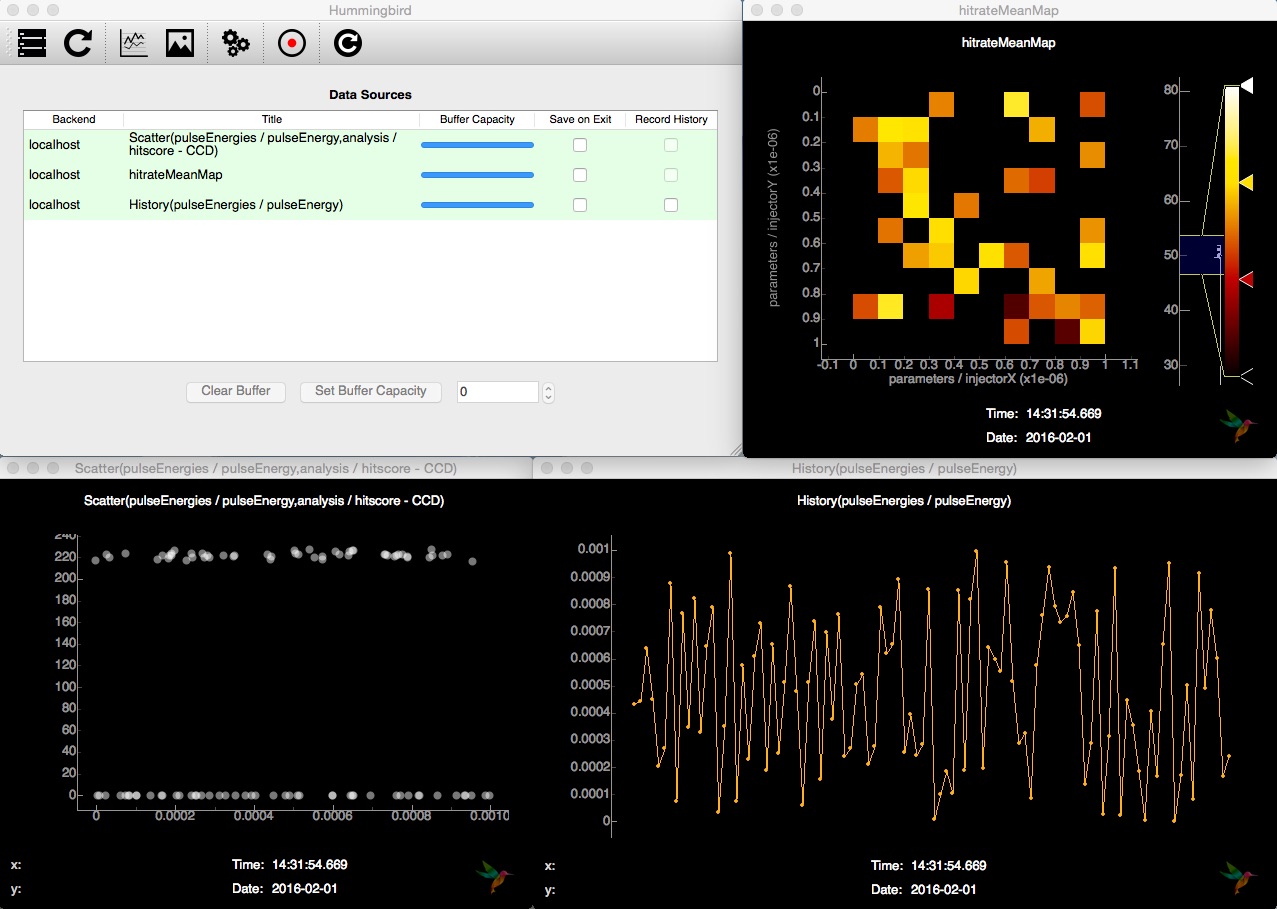 Hummingbird
Data Sources
Backend Title Buffer Capacity Save on Exit Record History
localhost Scatter(pulseEnergies / pulseEnergy,analysis /
hitscore - CCD)
localhost hitrateMeanMap
localhost History(pulseEnergies / pulseEnergy)
Clear Buffer Set Buffer Capacity 0
hitrateMeanMap
hitrateMeanMap
parameters / injectorY (x1e-06)
0
0.1
0.2
0.3
0.4
0.5
0.6
0.7
0.8
0.9
1
-0.1 0 0.1 0.2 0.3 0.4 0.5 0.6 0.7 0.8 0.9 1 1.1
parameters / injectorX (x1e-06)
80
70
60
50
40
30
Time: 14:31:54.669
Date: 2016-02-01
Scatter(pulseEnergies / pulseEnergy,analysis / hitscore - CCD)
Scatter(pulseEnergies / pulseEnergy,analysis / hitscore - CCD)
240
220
200
180
160
140
120
100
80
60
40
20
0
0 0.0002 0.0004 0.0006 0.0008 0.0010
x: Time: 14:31:54.669
y: Date: 2016-02-01
History(pulseEnergies / pulseEnergy)
History(pulseEnergies / pulseEnergy)
0.001
0.0009
0.0008
0.0007
0.0006
0.0005
0.0004
0.0003
0.0002
0.0001
0
x: Time: 14:31:54.669
y: Date: 2016-02-01